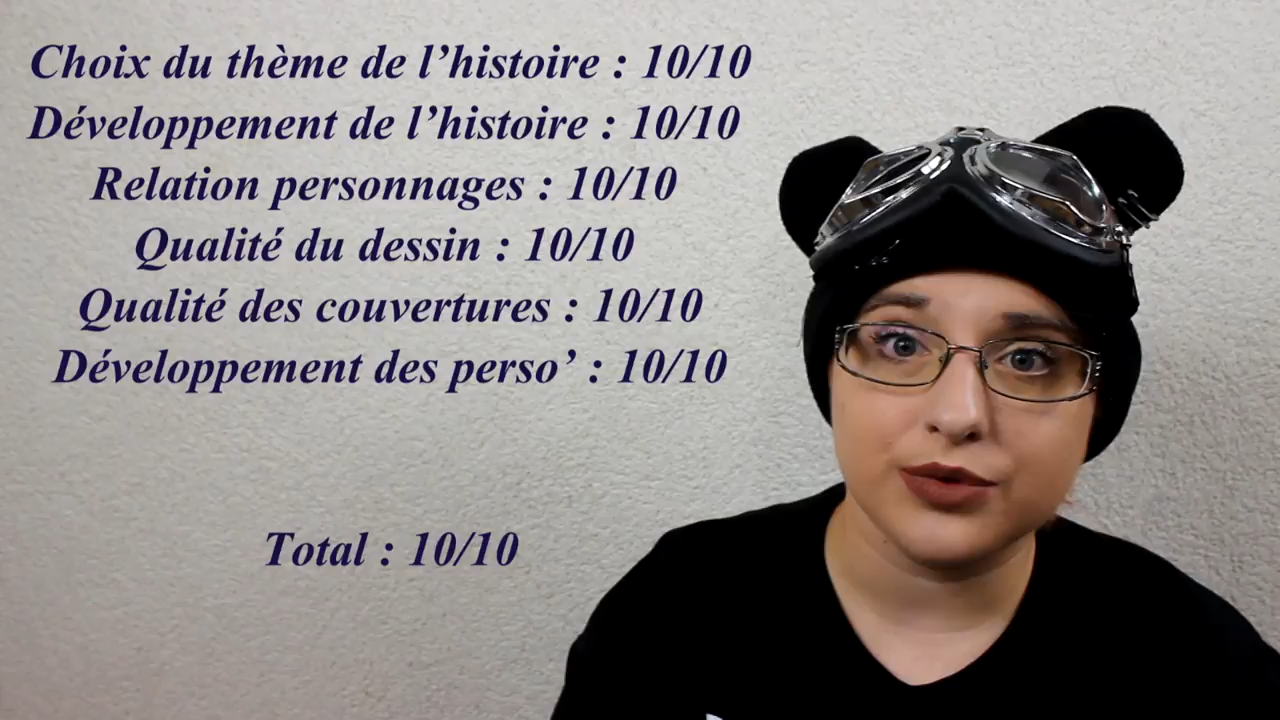 Choix du thème de l’histoire : 10/10
Développement de l’histoire : 10/10
Relation personnages : 10/10
Qualité du dessin : 10/10
Qualité des couvertures : 10/10
Développement des perso’ : 10/10
Total : 10/10